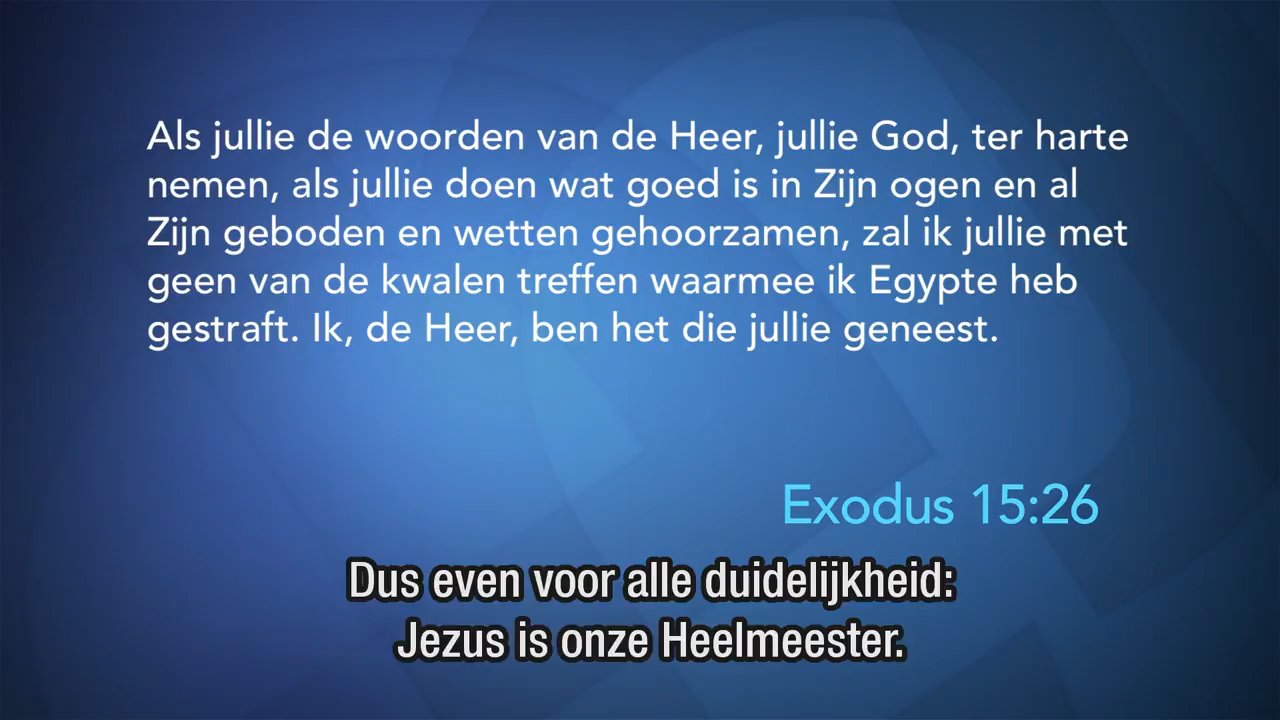 Als jullie de woorden van de Heer, jullie God, ter harte
nemen, als jullie doen wat goed is in Zijn ogen en al
Zijn geboden en wetten gehoorzamen, zal ik jullie met
geen van de kwalen treffen waarmee ik Egypte heb
gestraft. Ik, de Heer, ben het die jullie geneest.
Exodus 15:26
Dus even voor alle duidelijkheid:
Jezus is onze Heelmeester.